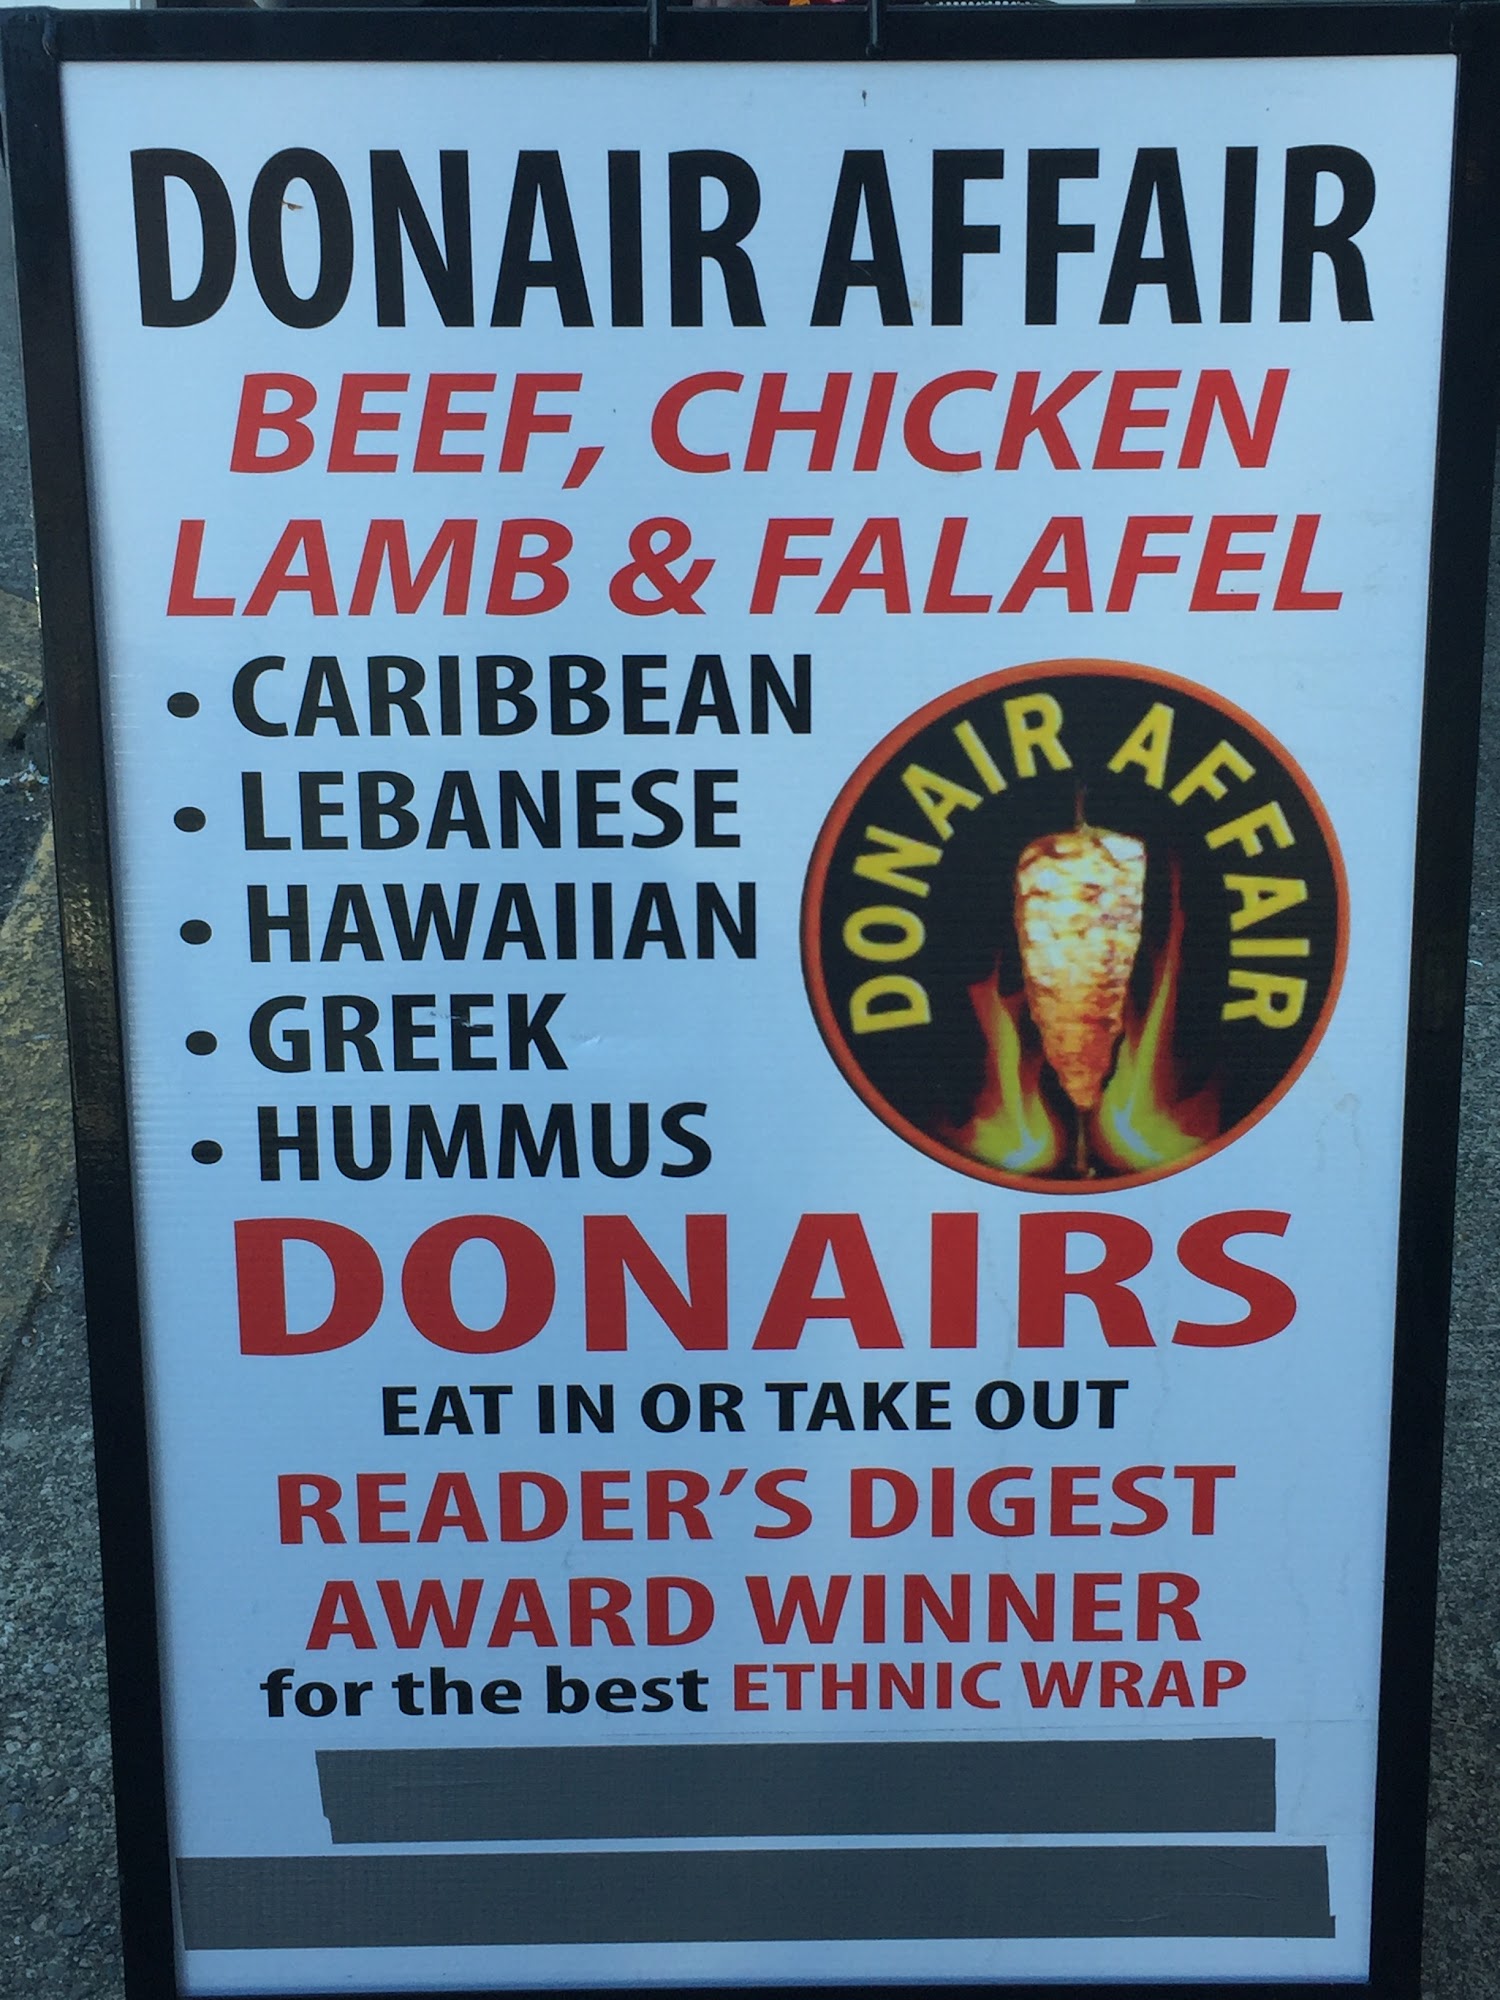 DONAIR AFFAIR
BEEF, CHICKEN
LAMB & FALAFEL
• CARIBBEAN
• LEBANESE
• HAWAIIAN
• GREEK
• HUMMUS
DONAIR AFFAIR
DONAIRS
EAT IN OR TAKE OUT
READER'S DIGEST
AWARD WINNER
for the best ETHNIC WRAP